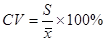 CV = S/x̄ × 100%